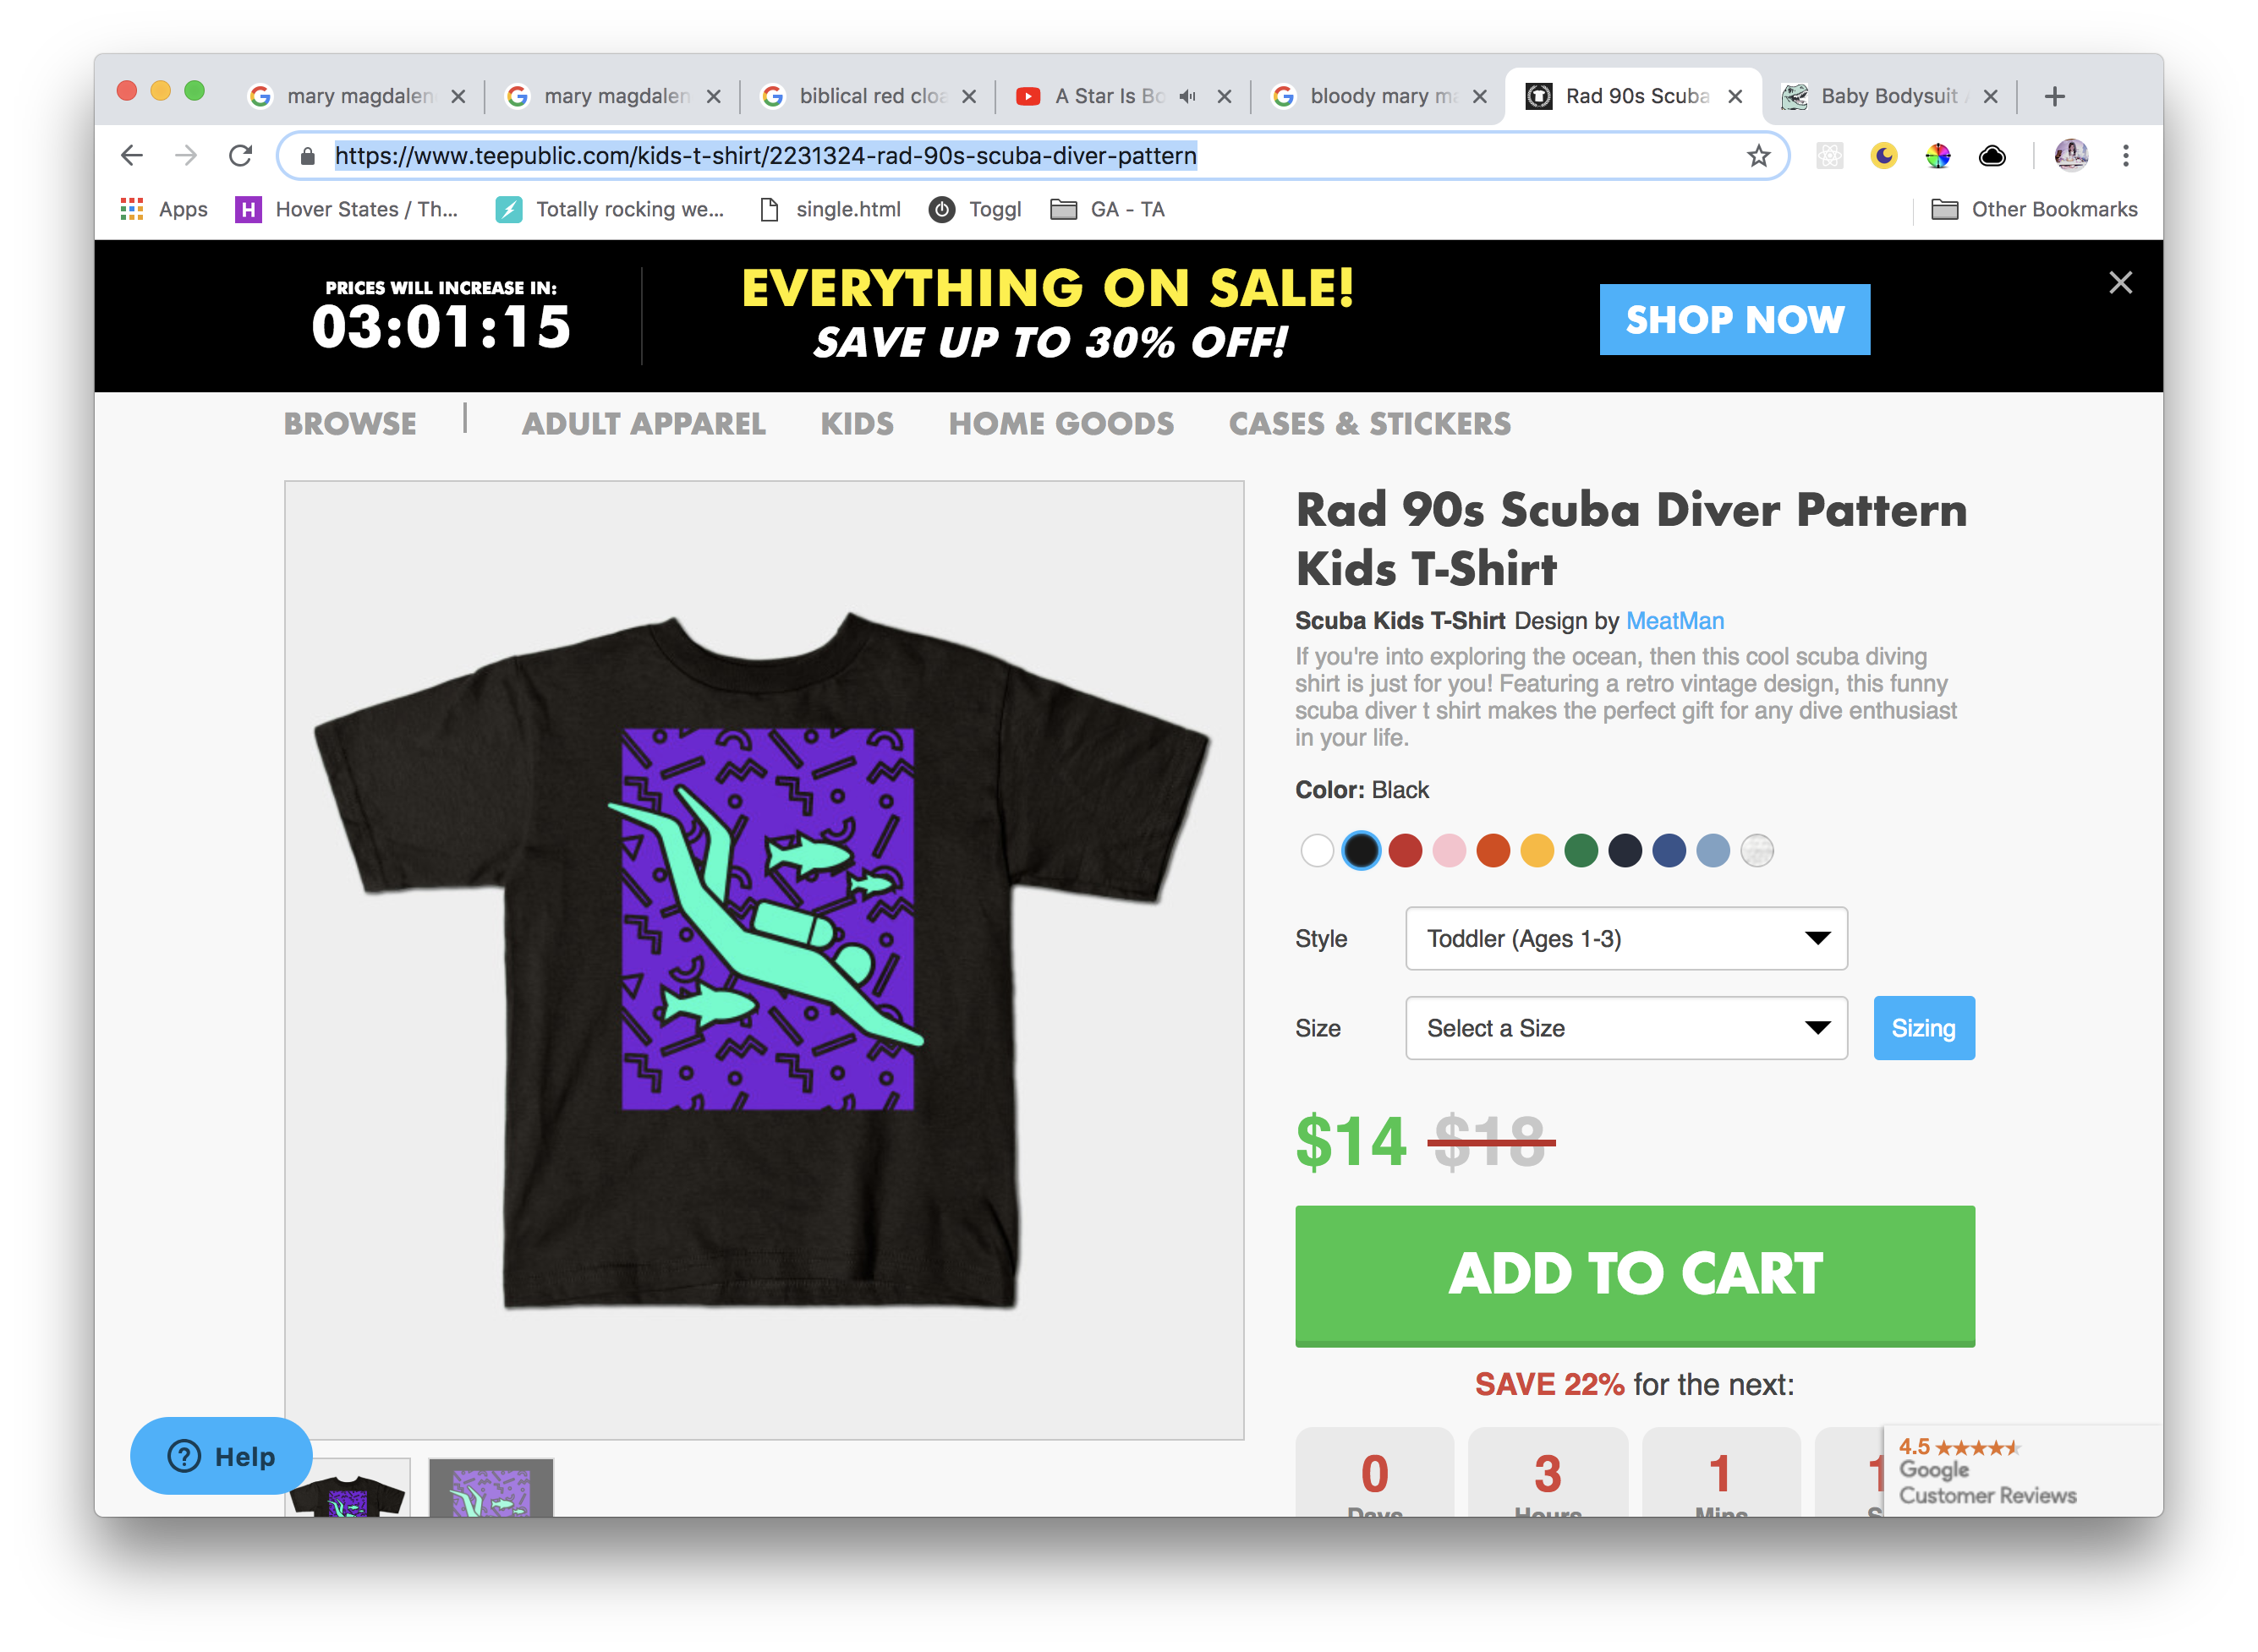 mary magdalen
mary magdalen
biblical red cloa
A Star Is Bo
bloody mary ma
Rad 90s Scuba
Baby Bodysuit
https://www.teepublic.com/kids-t-shirt/2231324-rad-90s-scuba-diver-pattern
Apps
H
Hover States / Th...
Totally rocking we...
single.html
Toggl
GA - TA
Other Bookmarks
PRICES WILL INCREASE IN:
03:01:15
EVERYTHING ON SALE!
SAVE UP TO 30% OFF!
SHOP NOW
BROWSE
ADULT APPAREL
KIDS
HOME GOODS
CASES & STICKERS
Rad 90s Scuba Diver Pattern
Kids T-Shirt
Scuba Kids T-Shirt Design by MeatMan
If you're into exploring the ocean, then this cool scuba diving
shirt is just for you! Featuring a retro vintage design, this funny
scuba diver t shirt makes the perfect gift for any dive enthusiast
in your life.
Color: Black
Style
Toddler (Ages 1-3)
Size
Select a Size
Sizing
$14 $18
ADD TO CART
SAVE 22% for the next:
0
3
1
Days
Hours
Mins
Help
4.5
Google
Customer Reviews